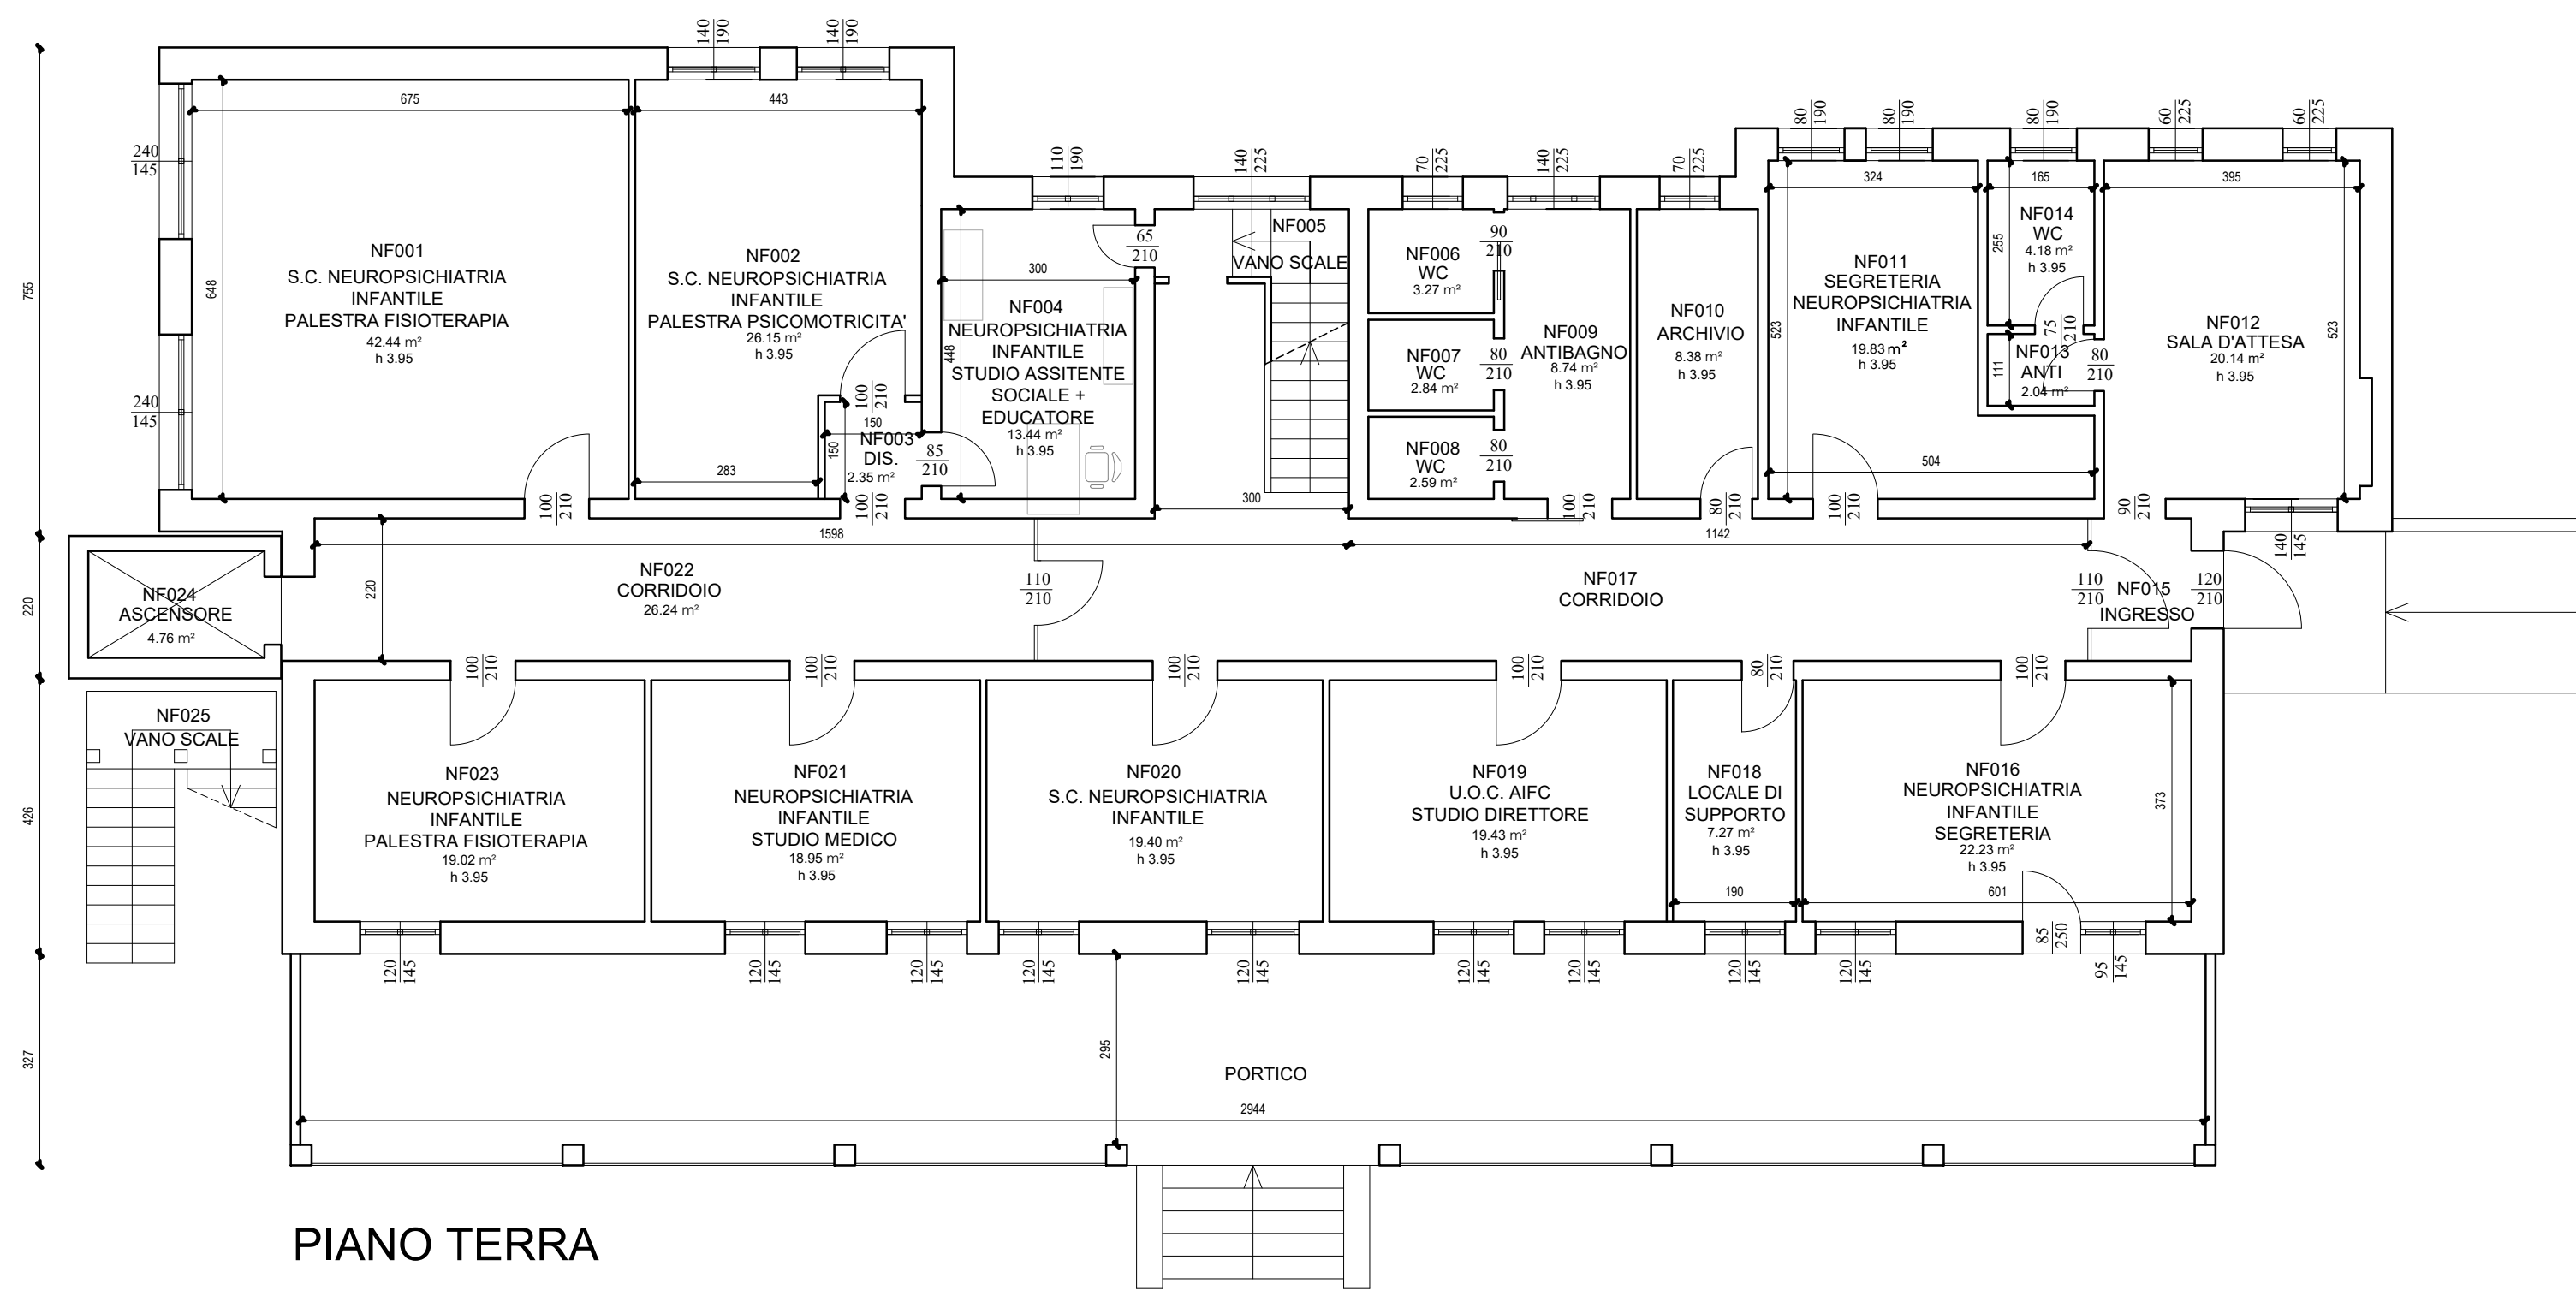 140
190
140
190
675
443
240
145
648
NF001
S.C. NEUROPSICHIATRIA
INFANTILE
PALESTRA FISIOTERAPIA
42.44 m²
h 3.95
240
145
755
NF002
S.C. NEUROPSICHIATRIA
INFANTILE
PALESTRA PSICOMOTRICITA'
26.15 m²
h 3.95
283
100
210
150
150
NF003
DIS.
2.35 m²
85
210
100
210
100
210
110
190
300
448
NF004
NEUROPSICHIATRIA
INFANTILE
STUDIO ASSITENTE
SOCIALE +
EDUCATORE
13.44 m²
h 3.95
65
210
140
225
NF005
VANO SCALE
300
70
225
140
225
70
225
NF006
WC
3.27 m²
90
210
NF007
WC
2.84 m²
80
210
NF008
WC
2.59 m²
80
210
NF009
ANTIBAGNO
8.74 m²
h 3.95
100
210
NF010
ARCHIVIO
8.38 m²
h 3.95
80
210
80
190
80
190
80
190
60
225
60
225
324
523
NF011
SEGRETERIA
NEUROPSICHIATRIA
INFANTILE
19.83 m²
h 3.95
504
100
210
165
255
NF014
WC
4.18 m²
h 3.95
75
210
111
NF013
ANTI
2.04 m²
80
210
395
523
NF012
SALA D'ATTESA
20.14 m²
h 3.95
90
210
140
145
1598
1142
220
220
NF024
ASCENSORE
4.76 m²
NF022
CORRIDOIO
26.24 m²
110
210
NF017
CORRIDOIO
110
210
NF015
INGRESSO
120
210
100
210
100
210
100
210
100
210
80
210
100
210
NF025
VANO SCALE
426
NF023
NEUROPSICHIATRIA
INFANTILE
PALESTRA FISIOTERAPIA
19.02 m²
h 3.95
NF021
NEUROPSICHIATRIA
INFANTILE
STUDIO MEDICO
18.95 m²
h 3.95
NF020
S.C. NEUROPSICHIATRIA
INFANTILE
19.40 m²
h 3.95
NF019
U.O.C. AIFC
STUDIO DIRETTORE
19.43 m²
h 3.95
NF018
LOCALE DI
SUPPORTO
7.27 m²
h 3.95
190
NF016
NEUROPSICHIATRIA
INFANTILE
SEGRETERIA
22.23 m²
h 3.95
601
373
85
250
120
145
120
145
120
145
120
145
120
145
120
145
120
145
120
145
120
145
95
145
327
295
PORTICO
2944
PIANO TERRA